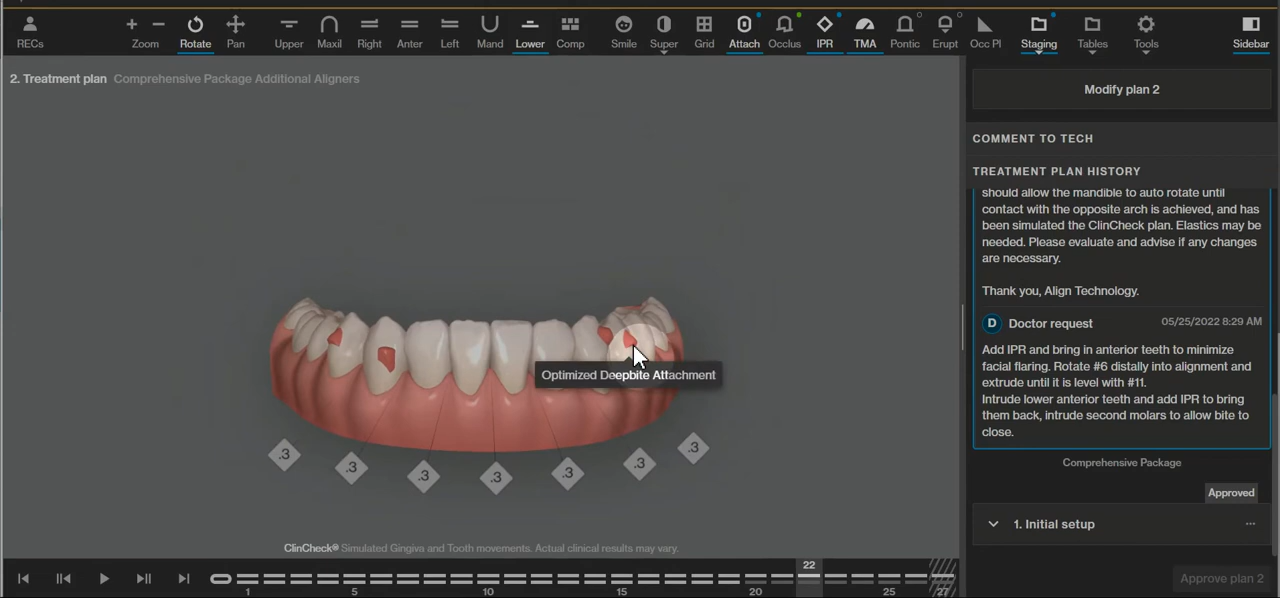 RECs
Zoom
Rotate
Pan
Upper
Maxil
Right
Anter
Left
Mand
Lower
Comp
Smile
Super
Grid
Attach
Occlus
IPR
TMA
Pontic
Erupt
Occ Pl
Staging
Tables
Tools
Sidebar
2. Treatment plan Comprehensive Package Additional Aligners
Modify plan 2
COMMENT TO TECH
TREATMENT PLAN HISTORY
should allow the mandible to auto rotate until
contact with the opposite arch is achieved, and has
been simulated the ClinCheck plan. Elastics may be
needed. Please evaluate and advise if any changes
are necessary.
Thank you, Align Technology.
D Doctor request 05/25/2022 8:29 AM
Add IPR and bring in anterior teeth to minimize
facial flaring. Rotate #6 distally into alignment and
extrude until it is level with #11.
Intrude lower anterior teeth and add IPR to bring
them back, intrude second molars to allow bite to
close.
Comprehensive Package
Approved
1. Initial setup
Approve plan 2
Optimized Deepbite Attachment
.3
.3
.3
.3
.3
.3
.3
ClinCheck® Simulated Gingiva and Tooth movements. Actual clinical results may vary.
22
1 5 10 15 20 25 27